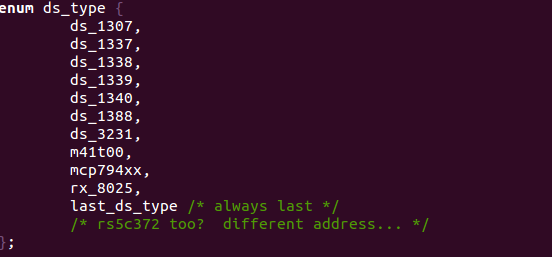 enum ds_type {
ds_1307,
ds_1337,
ds_1338,
ds_1339,
ds_1340,
ds_1388,
ds_3231,
m41t00,
mcp794xx,
rx_8025,
last_ds_type /* always last */
/* rs5c372 too?  different address... */
};